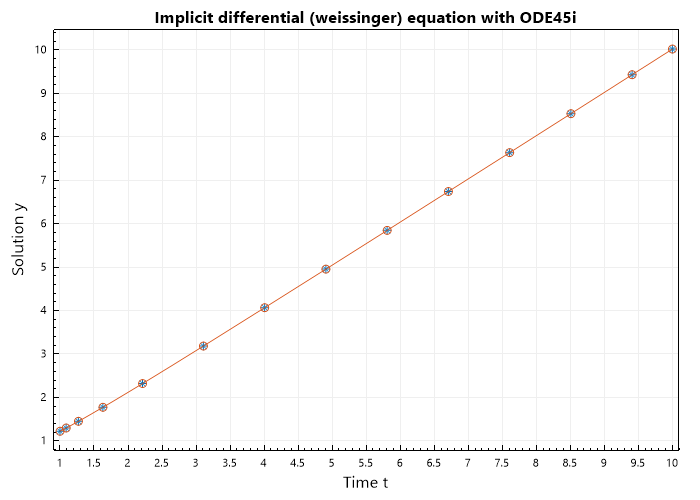 Implicit differential (weissinger) equation with ODE45i
10
9
8
7
6
5
4
3
2
1
Solution y
1 1.5 2 2.5 3 3.5 4 4.5 5 5.5 6 6.5 7 7.5 8 8.5 9 9.5 10
Time t